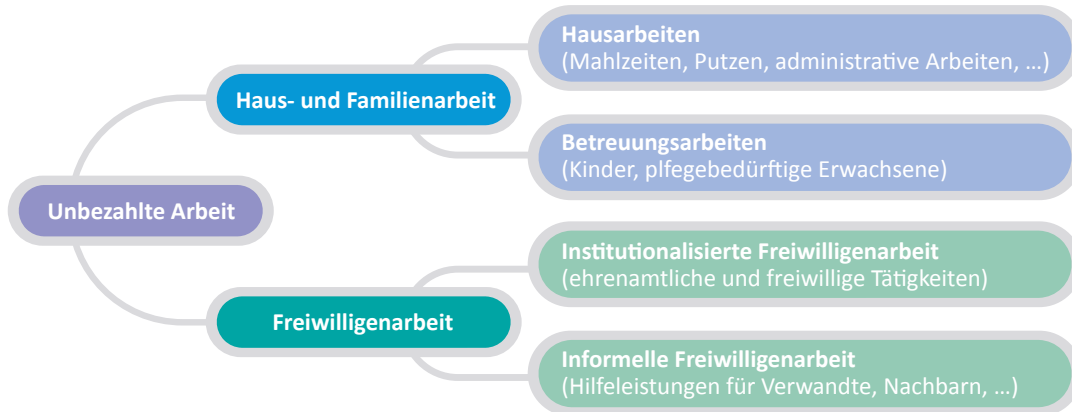 Hausarbeiten
(Mahlzeiten, Putzen, administrative Arbeiten, …)
Haus- und Familienarbeit
Betreuungsarbeiten
(Kinder, plfegebedürftige Erwachsene)
Unbezahlte Arbeit
Institutionalisierte Freiwilligenarbeit
(ehrenamtliche und freiwillige Tätigkeiten)
Freiwilligenarbeit
Informelle Freiwilligenarbeit
(Hilfeleistungen für Verwandte, Nachbarn, …)